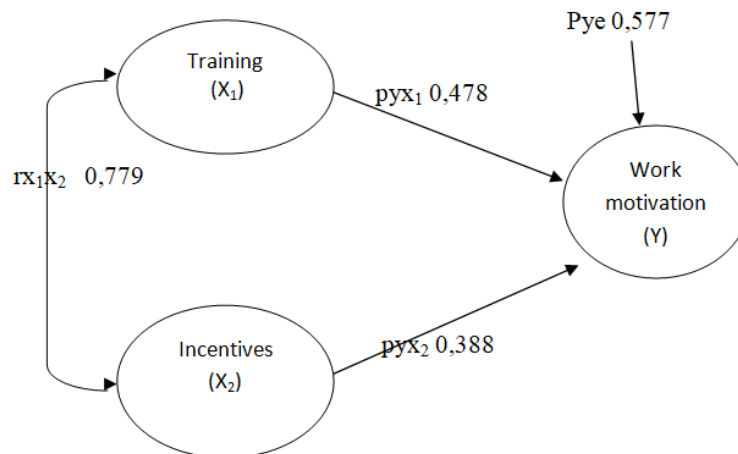 Pye 0,577
Training
(X₁)
pyx₁ 0,478
rx₁x₂ 0,779
Work
motivation
(Y)
Incentives
(X₂)
pyx₂ 0,388